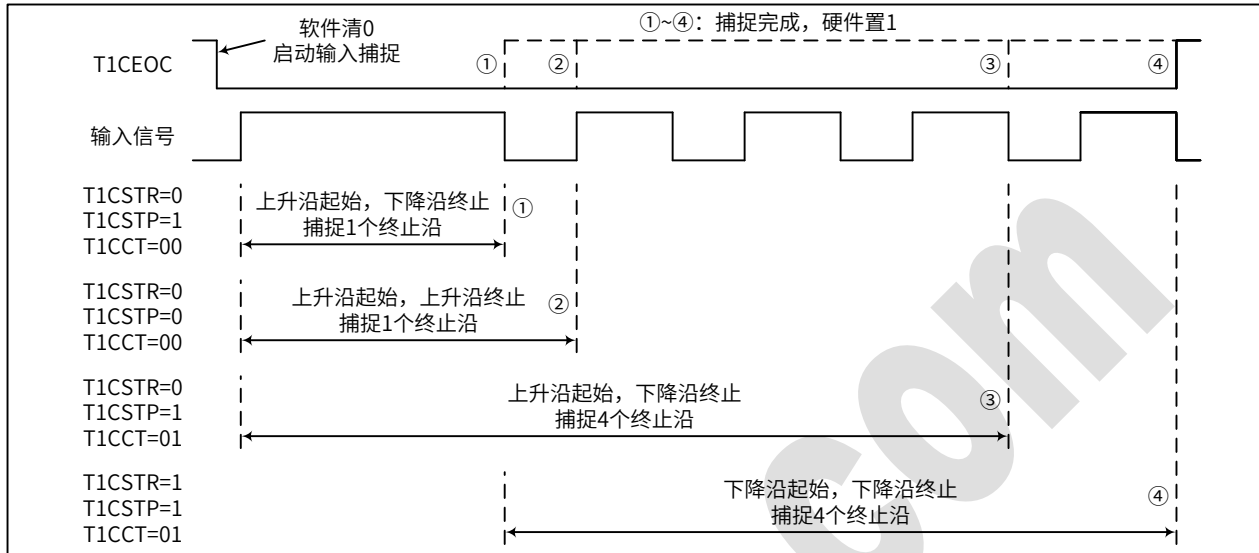 软件清0
启动输入捕捉
①~④：捕捉完成，硬件置1
T1CEOC
①
②
③
④
输入信号
T1CSTR=0
T1CSTP=1
T1CCT=00
上升沿起始，下降沿终止
捕捉1个终止沿
①
T1CSTR=0
T1CSTP=0
T1CCT=00
上升沿起始，上升沿终止
捕捉1个终止沿
②
T1CSTR=0
T1CSTP=1
T1CCT=01
上升沿起始，下降沿终止
捕捉4个终止沿
③
T1CSTR=1
T1CSTP=1
T1CCT=01
下降沿起始，下降沿终止
捕捉4个终止沿
④
com